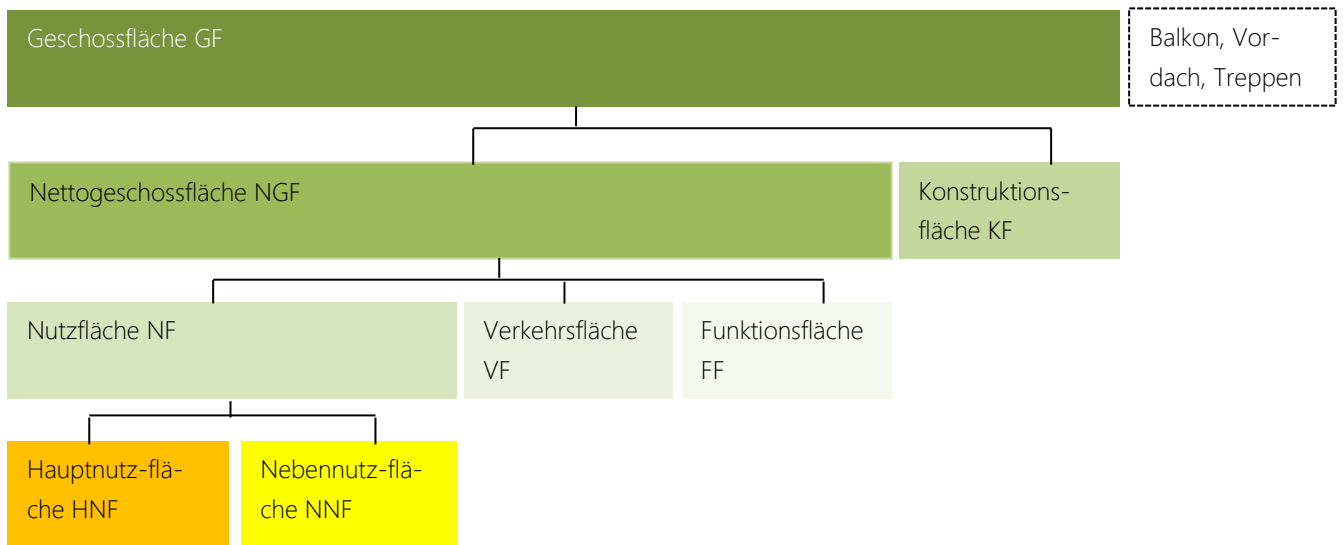 Geschossfläche GF
Balkon, Vor-
dach, Treppen
Nettogeschossfläche NGF
Konstruktions-
fläche KF
Nutzfläche NF
Verkehrsfläche
VF
Funktionsfläche
FF
Hauptnutz-flä-
che HNF
Nebennutz-flä-
che NNF